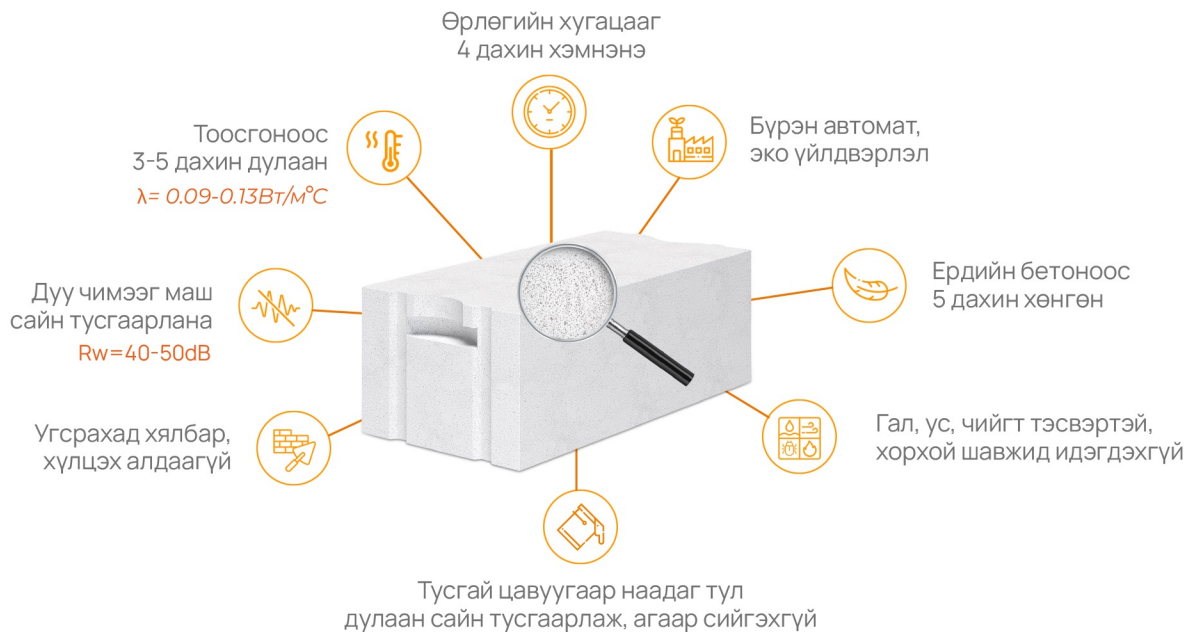 Өрлөгийн хугацааг
4 дахин хэмнэнэ
Тоосгоноос
3-5 дахин дулаан
λ= 0.09-0.13Вт/м°С
Бүрэн автомат,
эко үйлдвэрлэл
Дуу чимээг маш
сайн тусгаарлана
Rw=40-50dB
Ердийн бетоноос
5 дахин хөнгөн
Угсрахад хялбар,
хүлцэх алдаагүй
Гал, ус, чийгт тэсвэртэй,
хорхой шавжид идэгдэхгүй
Тусгай цавуугаар наадаг тул
дулаан сайн тусгаарлаж, агаар сийгэхгүй